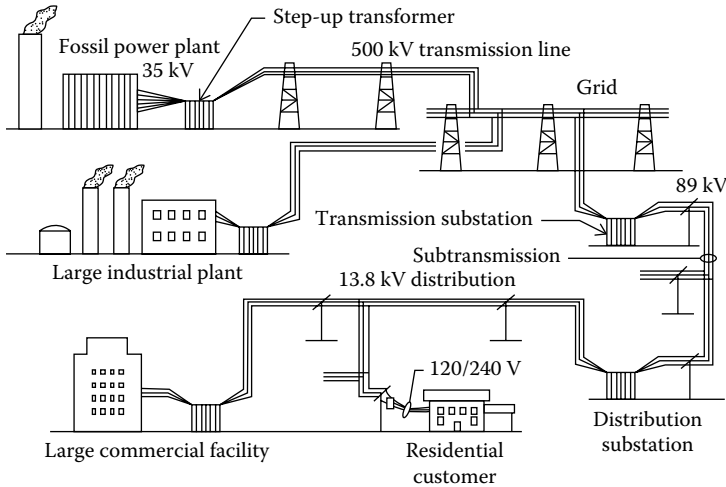 Step-up transformer
Fossil power plant
35 kV
500 kV transmission line
Grid
89 kV
Transmission substation
Subtransmission
Large industrial plant
13.8 kV distribution
120/240 V
Distribution
substation
Large commercial facility
Residential
customer